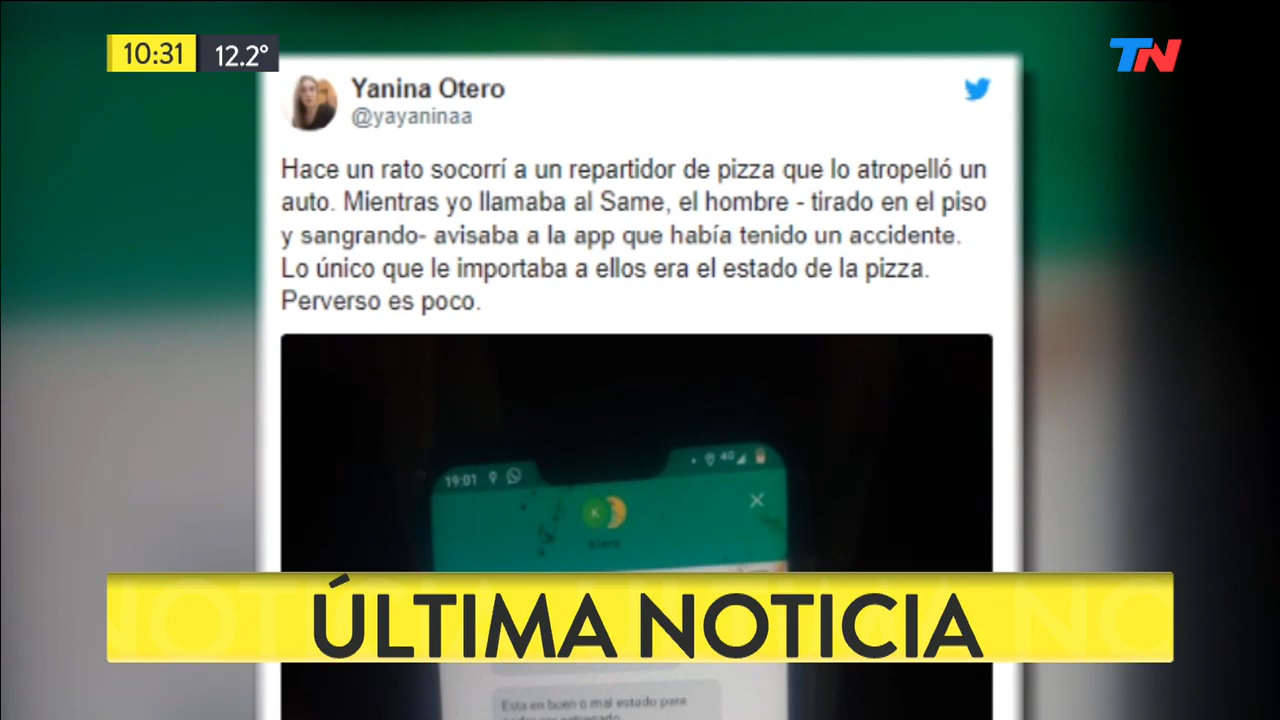 10:31 12.2°
TN
Yanina Otero
@yayaninaa
Hace un rato socorrí a un repartidor de pizza que lo atropelló un
auto. Mientras yo llamaba al Same, el hombre - tirado en el piso
y sangrando- avisaba a la app que había tenido un accidente.
Lo único que le importaba a ellos era el estado de la pizza.
Perverso es poco.
19:01 4G
K
ÚLTIMA NOTICIA
Esta en buen o mal estado para